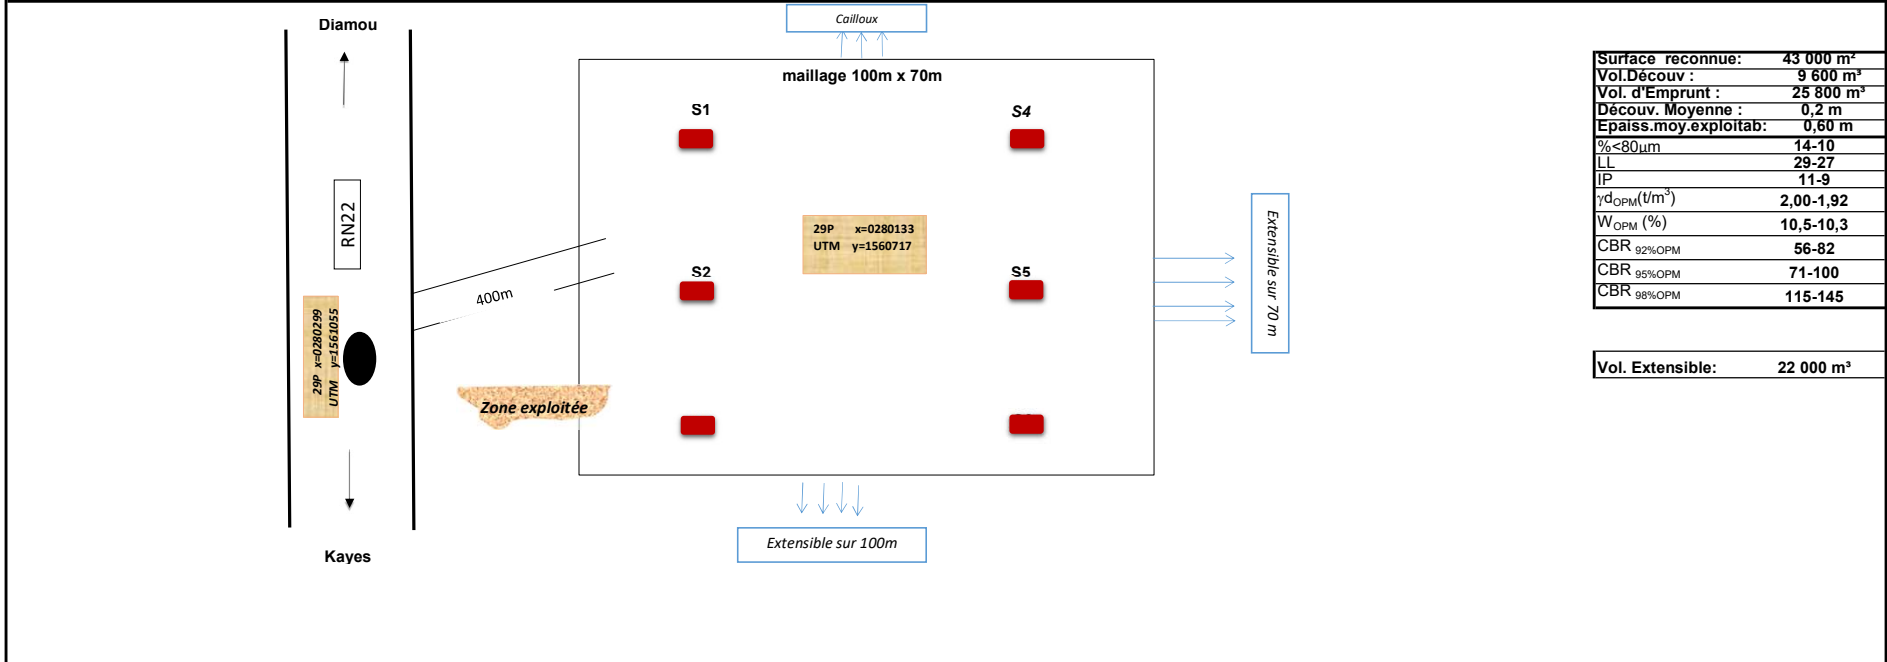 Diamou
Cailloux
maillage 100m x 70m
S1
S4
RN22
29P x=0280133
UTM y=1560717
S2
S5
400m
29P x=0280299
UTM y=1561055
Zone exploitée
Extensible sur 70 m
Extensible sur 100m
Kayes
Surface reconnue: 43 000 m²
Vol.Découv : 9 600 m³
Vol. d'Emprunt : 25 800 m³
Découv. Moyenne : 0,2 m
Epaiss.moy.exploitab: 0,60 m
%<80µm 14-10
LL 29-27
IP 11-9
γdOPM(t/m³) 2,00-1,92
WOPM (%) 10,5-10,3
CBR 92%OPM 56-82
CBR 95%OPM 71-100
CBR 98%OPM 115-145
Vol. Extensible: 22 000 m³